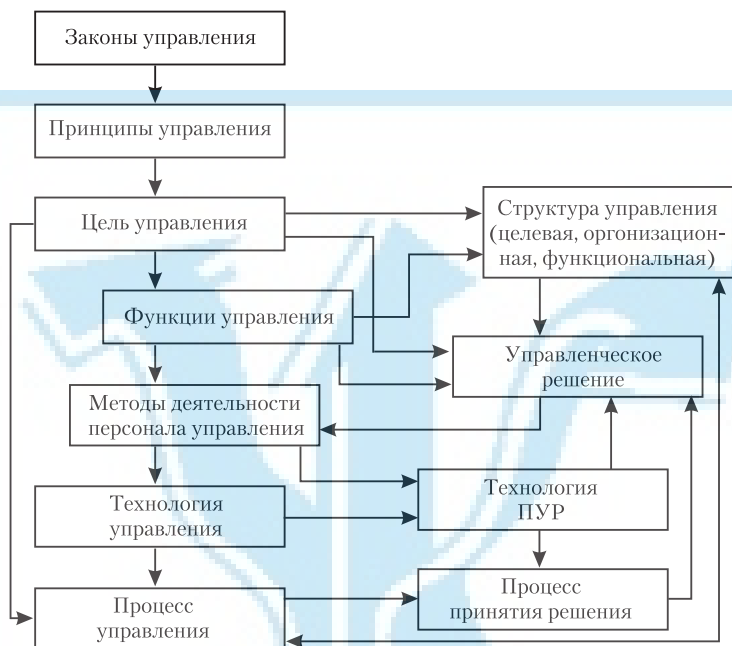 Законы управления
Принципы управления
Цель управления
Структура управления
(целевая, оргонизацион-
ная, функциональная)
Функции управления
Управленческое
решение
Методы деятельности
персонала управления
Технология
управления
Технология
ПУР
Процесс
управления
Процесс
принятия решения